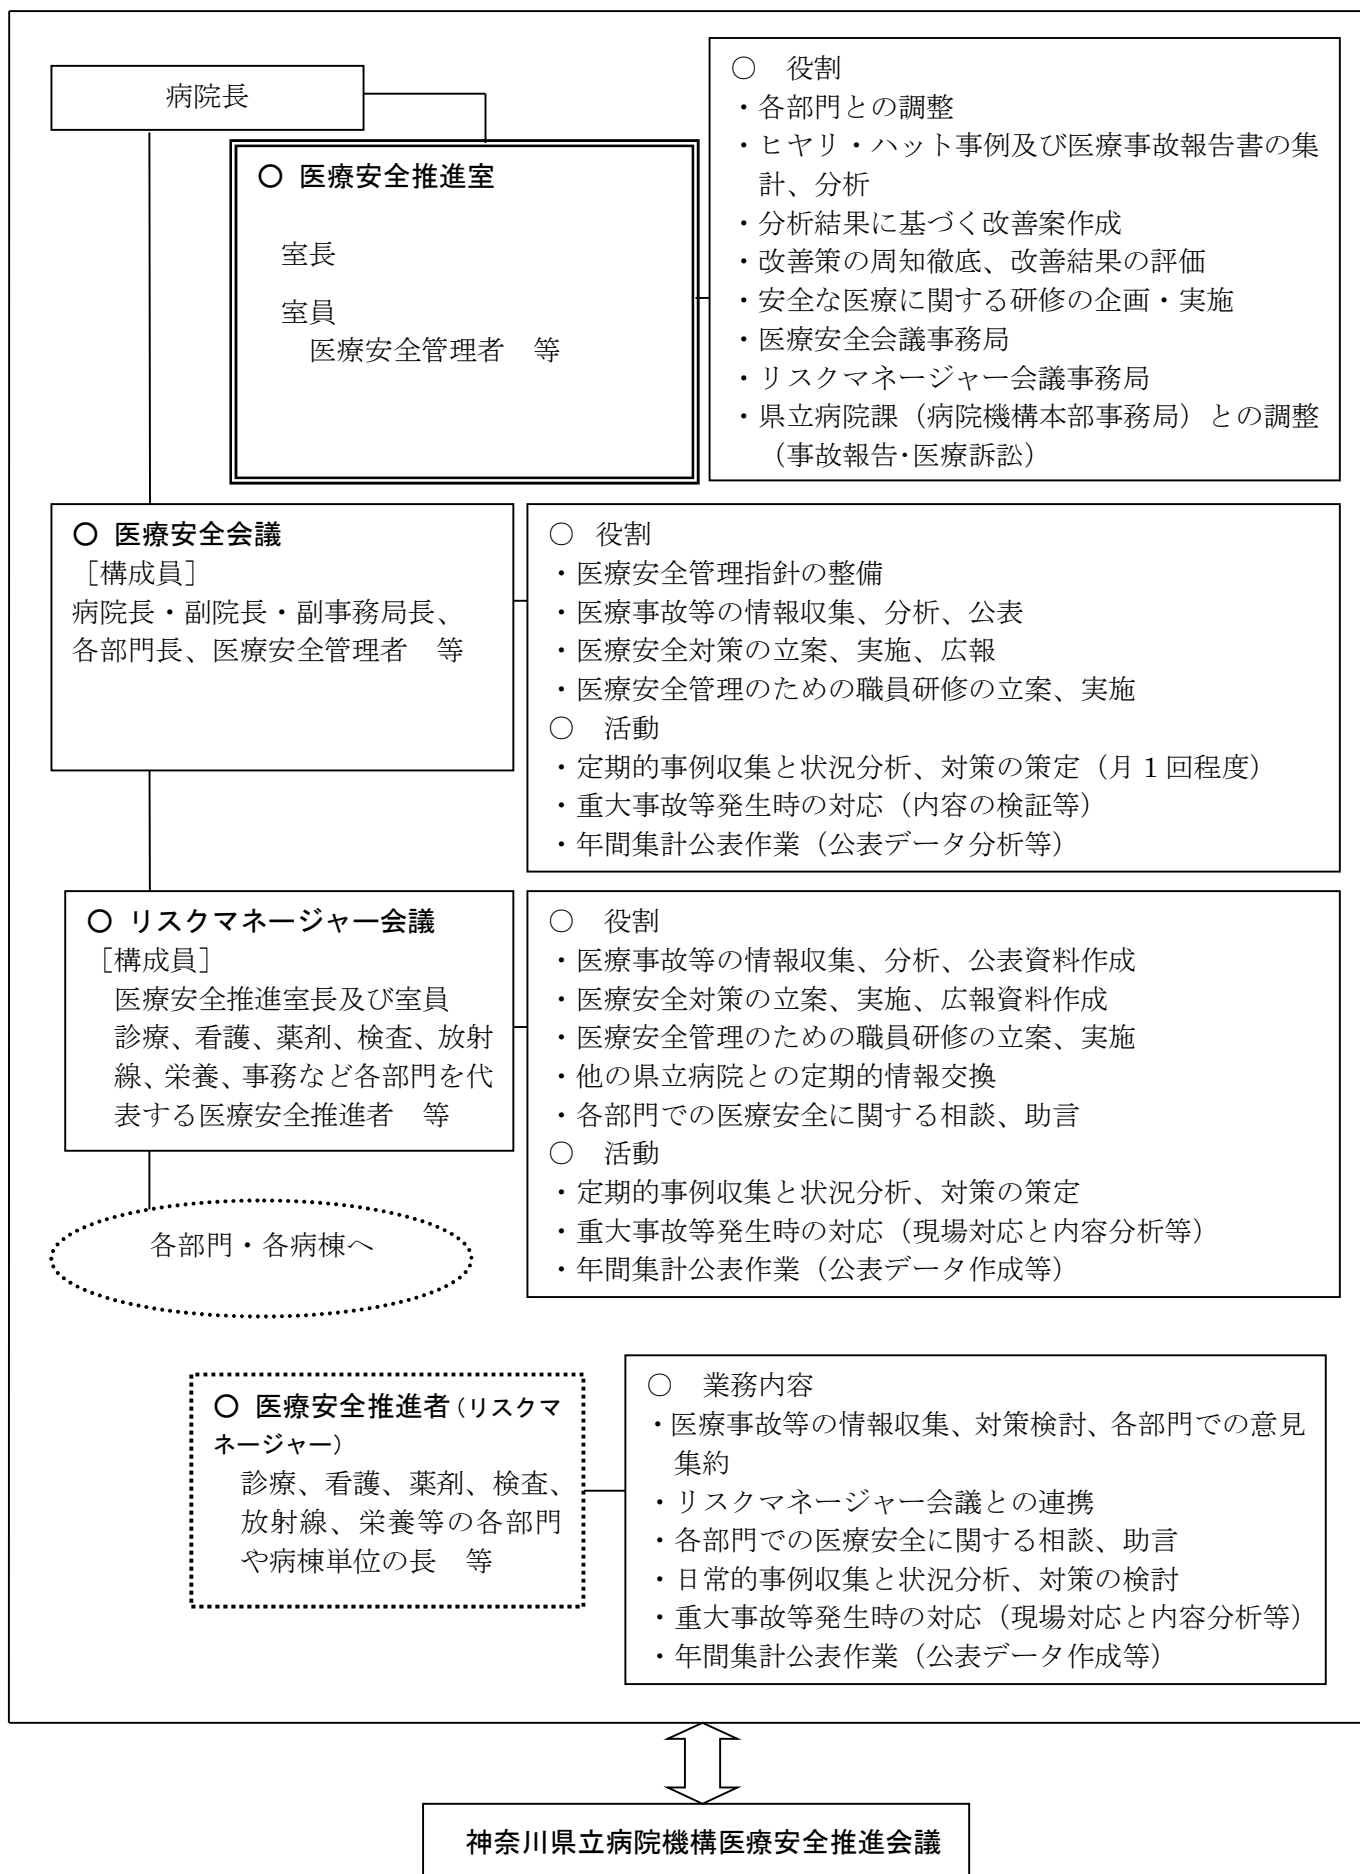 病院長
○ 医療安全推進室
室長
室員
医療安全管理者　等
○　役割
・各部門との調整
・ヒヤリ・ハット事例及び医療事故報告書の集
計、分析
・分析結果に基づく改善案作成
・改善策の周知徹底、改善結果の評価
・安全な医療に関する研修の企画・実施
・医療安全会議事務局
・リスクマネージャー会議事務局
・県立病院課（病院機構本部事務局）との調整
（事故報告・医療訴訟）
○ 医療安全会議
［構成員］
病院長・副院長・副事務局長、
各部門長、医療安全管理者　等
○ 役割
・医療安全管理指針の整備
・医療事故等の情報収集、分析、公表
・医療安全対策の立案、実施、広報
・医療安全管理のための職員研修の立案、実施
○　活動
・定期的事例収集と状況分析、対策の策定（月 1 回程度）
・重大事故等発生時の対応（内容の検証等）
・年間集計公表作業（公表データ分析等）
○ リスクマネージャー会議
［構成員］
医療安全推進室長及び室員
診療、看護、薬剤、検査、放射
線、栄養、事務など各部門を代
表する医療安全推進者　等
○　役割
・医療事故等の情報収集、分析、公表資料作成
・医療安全対策の立案、実施、広報資料作成
・医療安全管理のための職員研修の立案、実施
・他の県立病院との定期的情報交換
・各部門での医療安全に関する相談、助言
○　活動
・定期的事例収集と状況分析、対策の策定
・重大事故等発生時の対応（現場対応と内容分析等）
・年間集計公表作業（公表データ作成等）
各部門・各病棟へ
○ 医療安全推進者（リスクマ
ネージャー）
診療、看護、薬剤、検査、
放射線、栄養等の各部門
や病棟単位の長　等
○　業務内容
・医療事故等の情報収集、対策検討、各部門での意見
集約
・リスクマネージャー会議との連携
・各部門での医療安全に関する相談、助言
・日常的事例収集と状況分析、対策の検討
・重大事故等発生時の対応（現場対応と内容分析等）
・年間集計公表作業（公表データ作成等）
神奈川県立病院機構医療安全推進会議